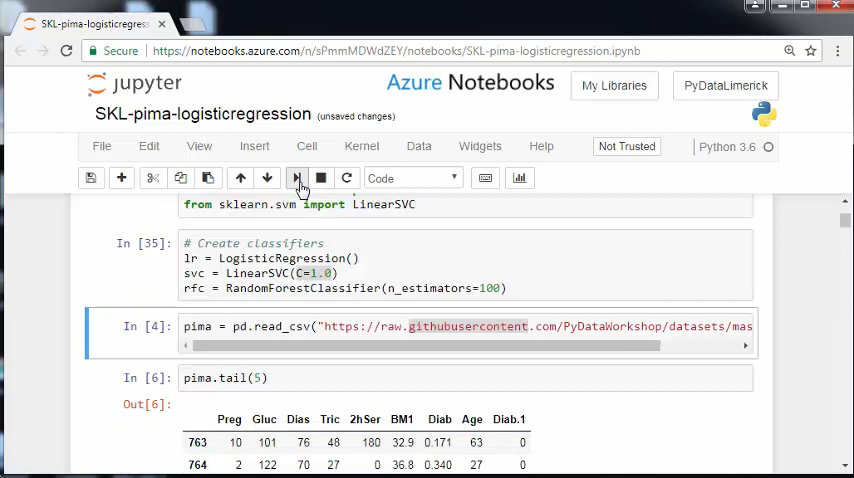 SKL-pima-logisticregress
Secure https://notebooks.azure.com/n/sPmmMDWdZEY/notebooks/SKL-pima-logisticregression.ipynb
jupyter Azure Notebooks My Libraries PyDataLimerick
SKL-pima-logisticregression (unsaved changes)
File Edit View Insert Cell Kernel Data Widgets Help Not Trusted Python 3.6
Code
from sklearn.svm import LinearSVC
In [35]: # Create classifiers
lr = LogisticRegression()
svc = LinearSVC(C=1.0)
rfc = RandomForestClassifier(n_estimators=100)
In [4]: pima = pd.read_csv("https://raw.githubusercontent.com/PyDataWorkshop/datasets/mas
In [6]: pima.tail(5)
Out[6]:
Preg Gluc Dias Tric 2hSer BM1 Diab Age Diab.1
763 10 101 76 48 180 32.9 0.171 63 0
764 2 122 70 27 0 36.8 0.340 27 0